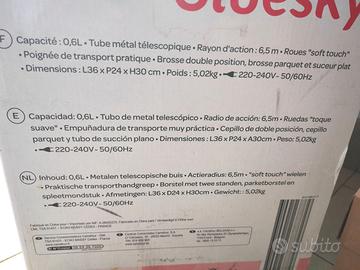 bluesky
F Capacité : 0,6L • Tube métal télescopique • Rayon d'action : 6,5 m • Roues "soft touch"
• Poignée de transport pratique • Brosse double position, brosse parquet et suceur plat
• Dimensions : L36 x P24 x H30 cm • Poids : 5,02kg • 220-240V - 50/60Hz
E Capacidad: 0,6L • Tubo de metal telescópico • Radio de acción: 6,5m • Ruedas "toque
suave" • Empuñadura de transporte muy práctica • Cepillo de doble posición, cepillo
parquet y tubo de succión plano • Dimensiones: L36 x P24 x A30cm • Peso: 5,02kg
• 220-240V - 50/60Hz
NL Inhoud: 0,6L • Metalen telescopische buis • Actieradius: 6,5m • "soft touch" wielen
• Praktische transporthandgreep • Borstel met twee standen, parketborstel en
spleetmondstuk • Afmetingen: L36 x D24 x H30cm • Gewicht: 5,02kg
• 220-240V - 50/60Hz
subito